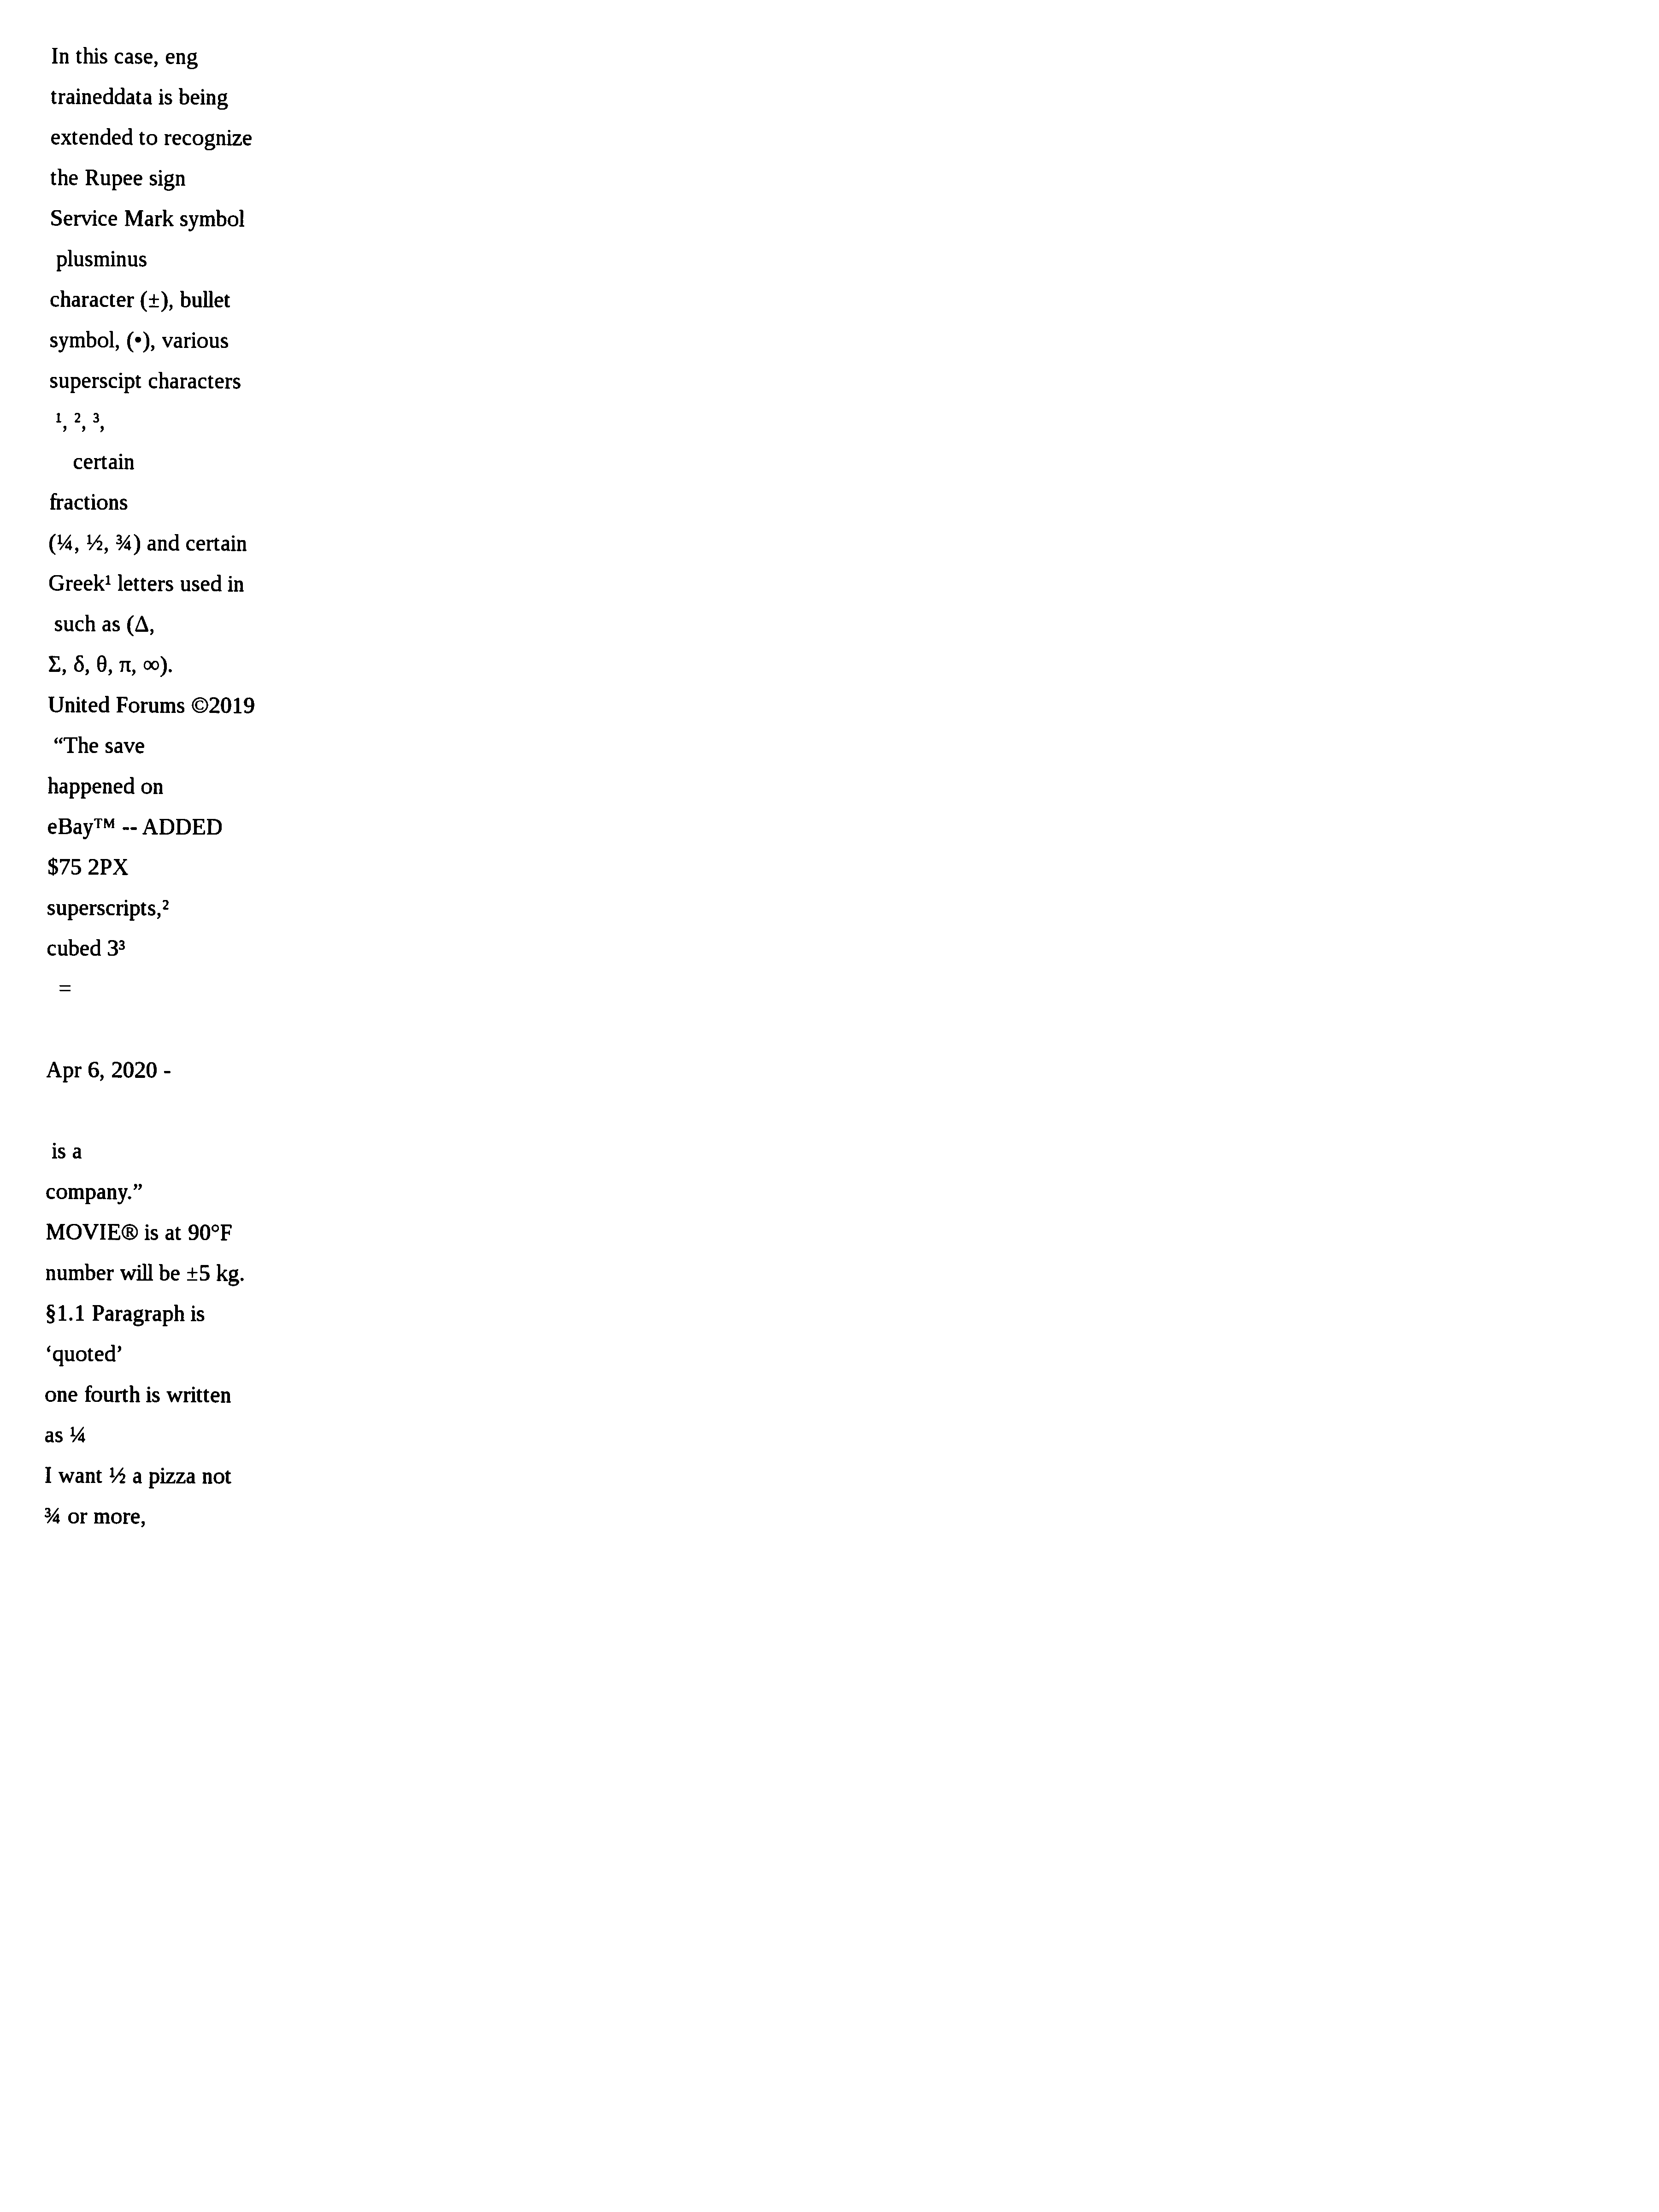 In this case, eng
traineddata is being
extended to recognize
the Rupee sign
Service Mark symbol
plusminus
character (±), bullet
symbol, (•), various
superscipt characters
¹, ², ³,
certain
fractions
(¼, ½, ¾) and certain
Greek¹ letters used in
such as (Δ,
Σ, δ, θ, π, ∞).
United Forums ©2019
“The save
happened on
eBay™ -- ADDED
$75 2PX
superscripts,²
cubed 3³
=
Apr 6, 2020 -
is a
company.”
MOVIE® is at 90°F
number will be ±5 kg.
§1.1 Paragraph is
‘quoted’
one fourth is written
as ¼
I want ½ a pizza not
¾ or more,